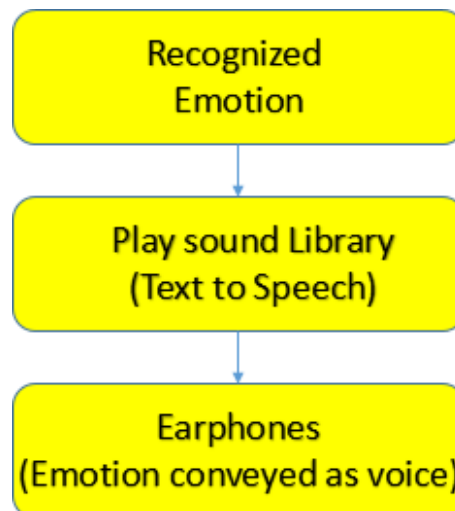 Recognized
Emotion
Play sound Library
(Text to Speech)
Earphones
(Emotion conveyed as voice)